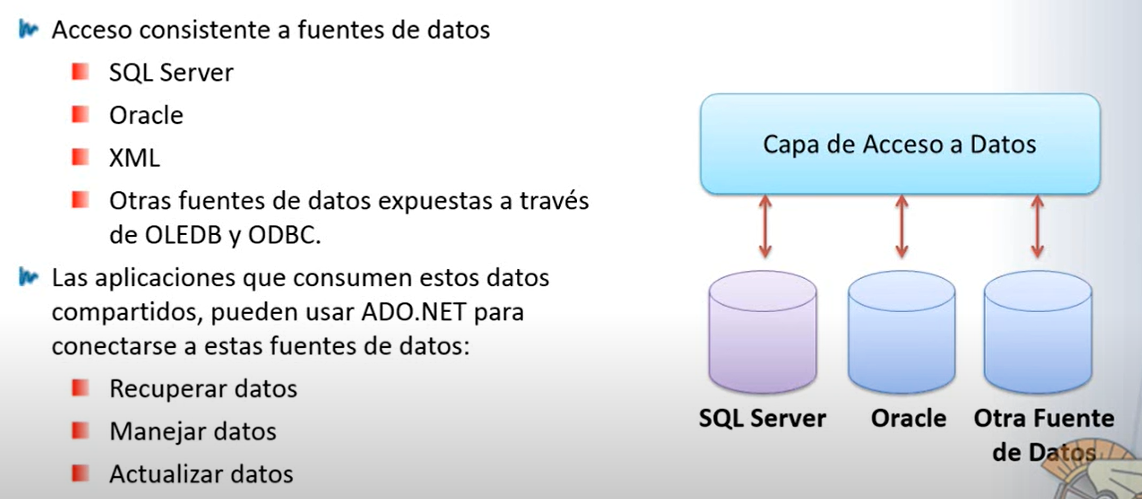 Acceso consistente a fuentes de datos
SQL Server
Oracle
XML
Otras fuentes de datos expuestas a través
de OLEDB y ODBC.
Las aplicaciones que consumen estos datos
compartidos, pueden usar ADO.NET para
conectarse a estas fuentes de datos:
Recuperar datos
Manejar datos
Actualizar datos
Capa de Acceso a Datos
SQL Server
Oracle
Otra Fuente
de Datos